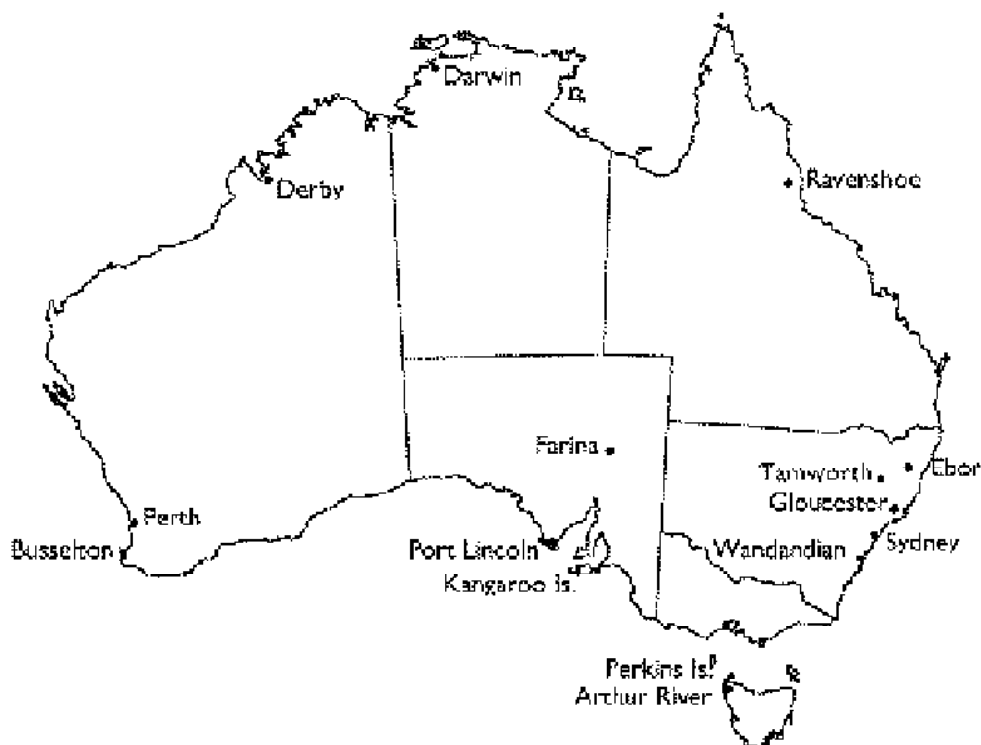 Darwin
Derby
Ravenshoe
Farina
Ebor
Tamworth
Gloucester
Perth
Sydney
Busselton
Port Lincoln
Wandandian
Kangaroo Is.
Perkins Is.
Arthur River